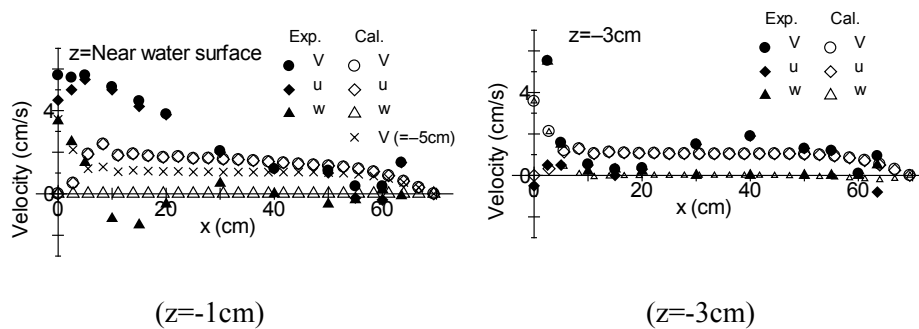 z=Near water surface
Exp. Cal.
V V
u u
w w
V (=−5cm)
4
0
Velocity (cm/s)
0 20 40 60
x (cm)
(z=-1cm)
z=−3cm
Exp. Cal.
V V
u u
w w
4
0
Velocity (cm/s)
0 20 40 60
x (cm)
(z=-3cm)